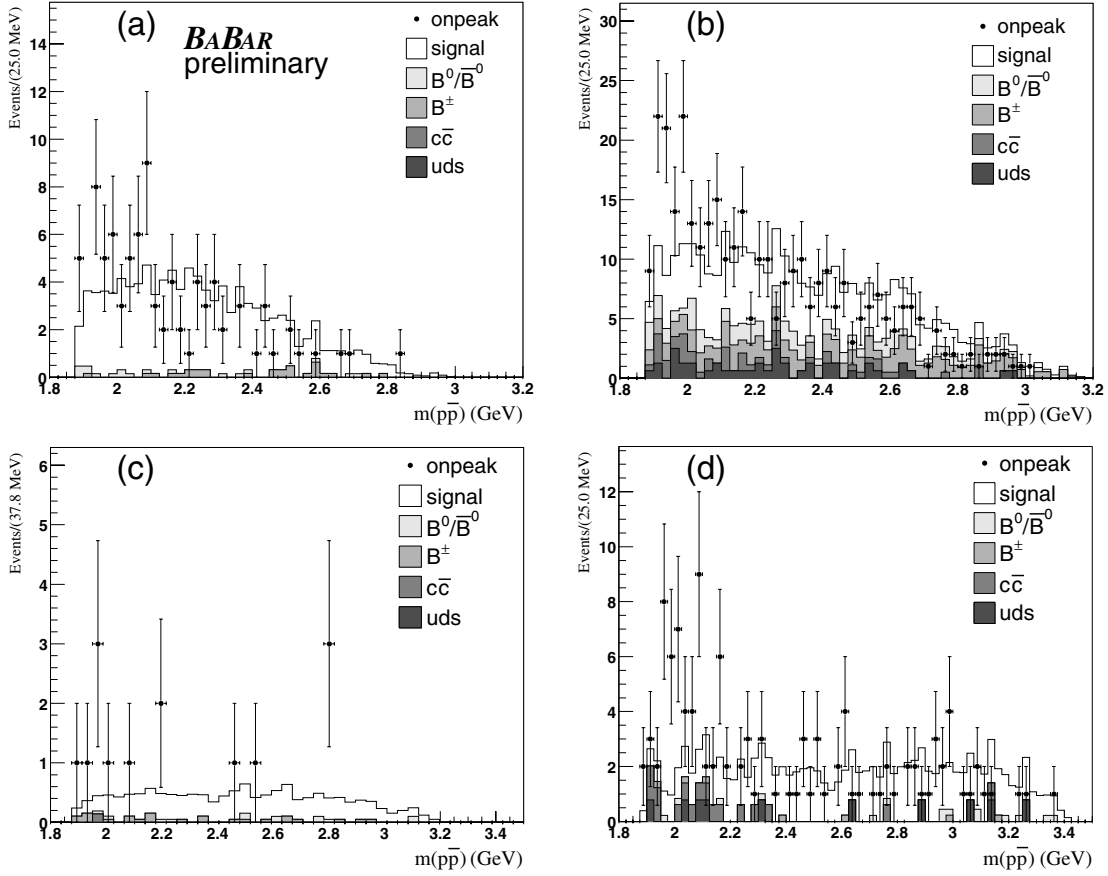 (a)
BABAR
preliminary
Events/(25.0 MeV)
14
12
10
8
6
4
2
0
onpeak
signal
B⁰/B̅⁰
B±
cc̅
uds
1.8 2 2.2 2.4 2.6 2.8 3 3.2
m(pp̅) (GeV)
(b)
Events/(25.0 MeV)
30
25
20
15
10
5
0
onpeak
signal
B⁰/B̅⁰
B±
cc̅
uds
1.8 2 2.2 2.4 2.6 2.8 3 3.2
m(pp̅) (GeV)
(c)
Events/(37.8 MeV)
6
5
4
3
2
1
0
onpeak
signal
B⁰/B̅⁰
B±
cc̅
uds
1.8 2 2.2 2.4 2.6 2.8 3 3.2 3.4
m(pp̅) (GeV)
(d)
Events/(25.0 MeV)
12
10
8
6
4
2
0
onpeak
signal
B⁰/B̅⁰
B±
cc̅
uds
1.8 2 2.2 2.4 2.6 2.8 3 3.2 3.4
m(pp̅) (GeV)